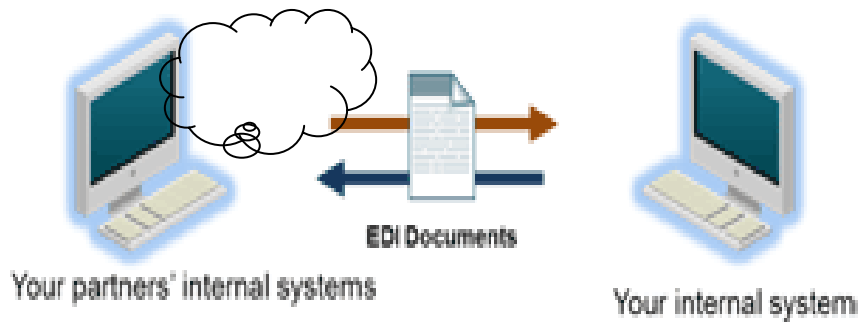 EDI Documents
Your partners' internal systems
Your internal system